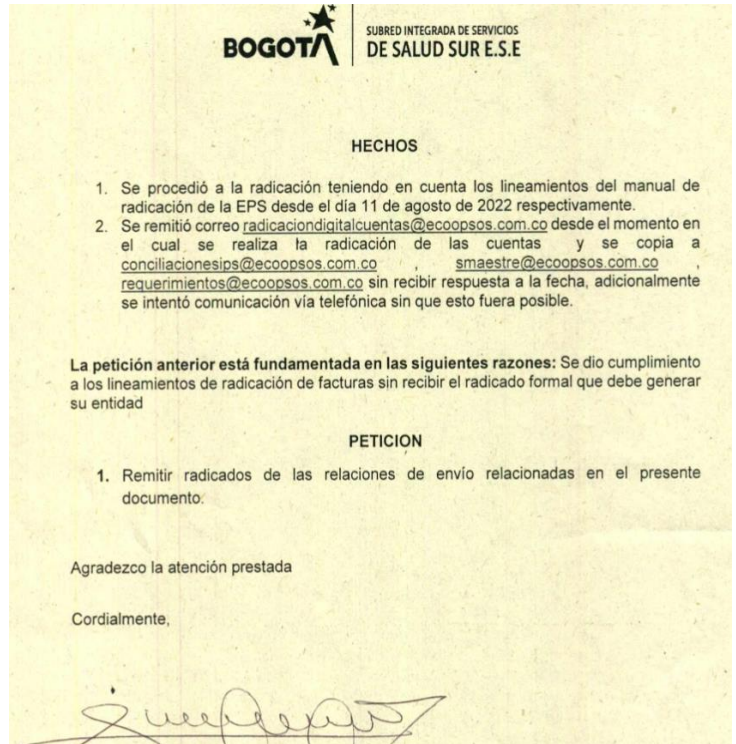 BOGOTÁ
SUBRED INTEGRADA DE SERVICIOS
DE SALUD SUR E.S.E
HECHOS
1. Se procedió a la radicación teniendo en cuenta los lineamientos del manual de
radicación de la EPS desde el día 11 de agosto de 2022 respectivamente.
2. Se remitió correo radicaciondigitalcuentas@ecoopsos.com.co desde el momento en
el cual se realiza la radicación de las cuentas y se copia a
conciliacionesips@ecoopsos.com.co , smaestre@ecoopsos.com.co ,
requerimientos@ecoopsos.com.co sin recibir respuesta a la fecha, adicionalmente
se intentó comunicación vía telefónica sin que esto fuera posible.
La petición anterior está fundamentada en las siguientes razones: Se dio cumplimiento
a los lineamientos de radicación de facturas sin recibir el radicado formal que debe generar
su entidad
PETICION
1. Remitir radicados de las relaciones de envío relacionadas en el presente
documento.
Agradezco la atención prestada
Cordialmente,